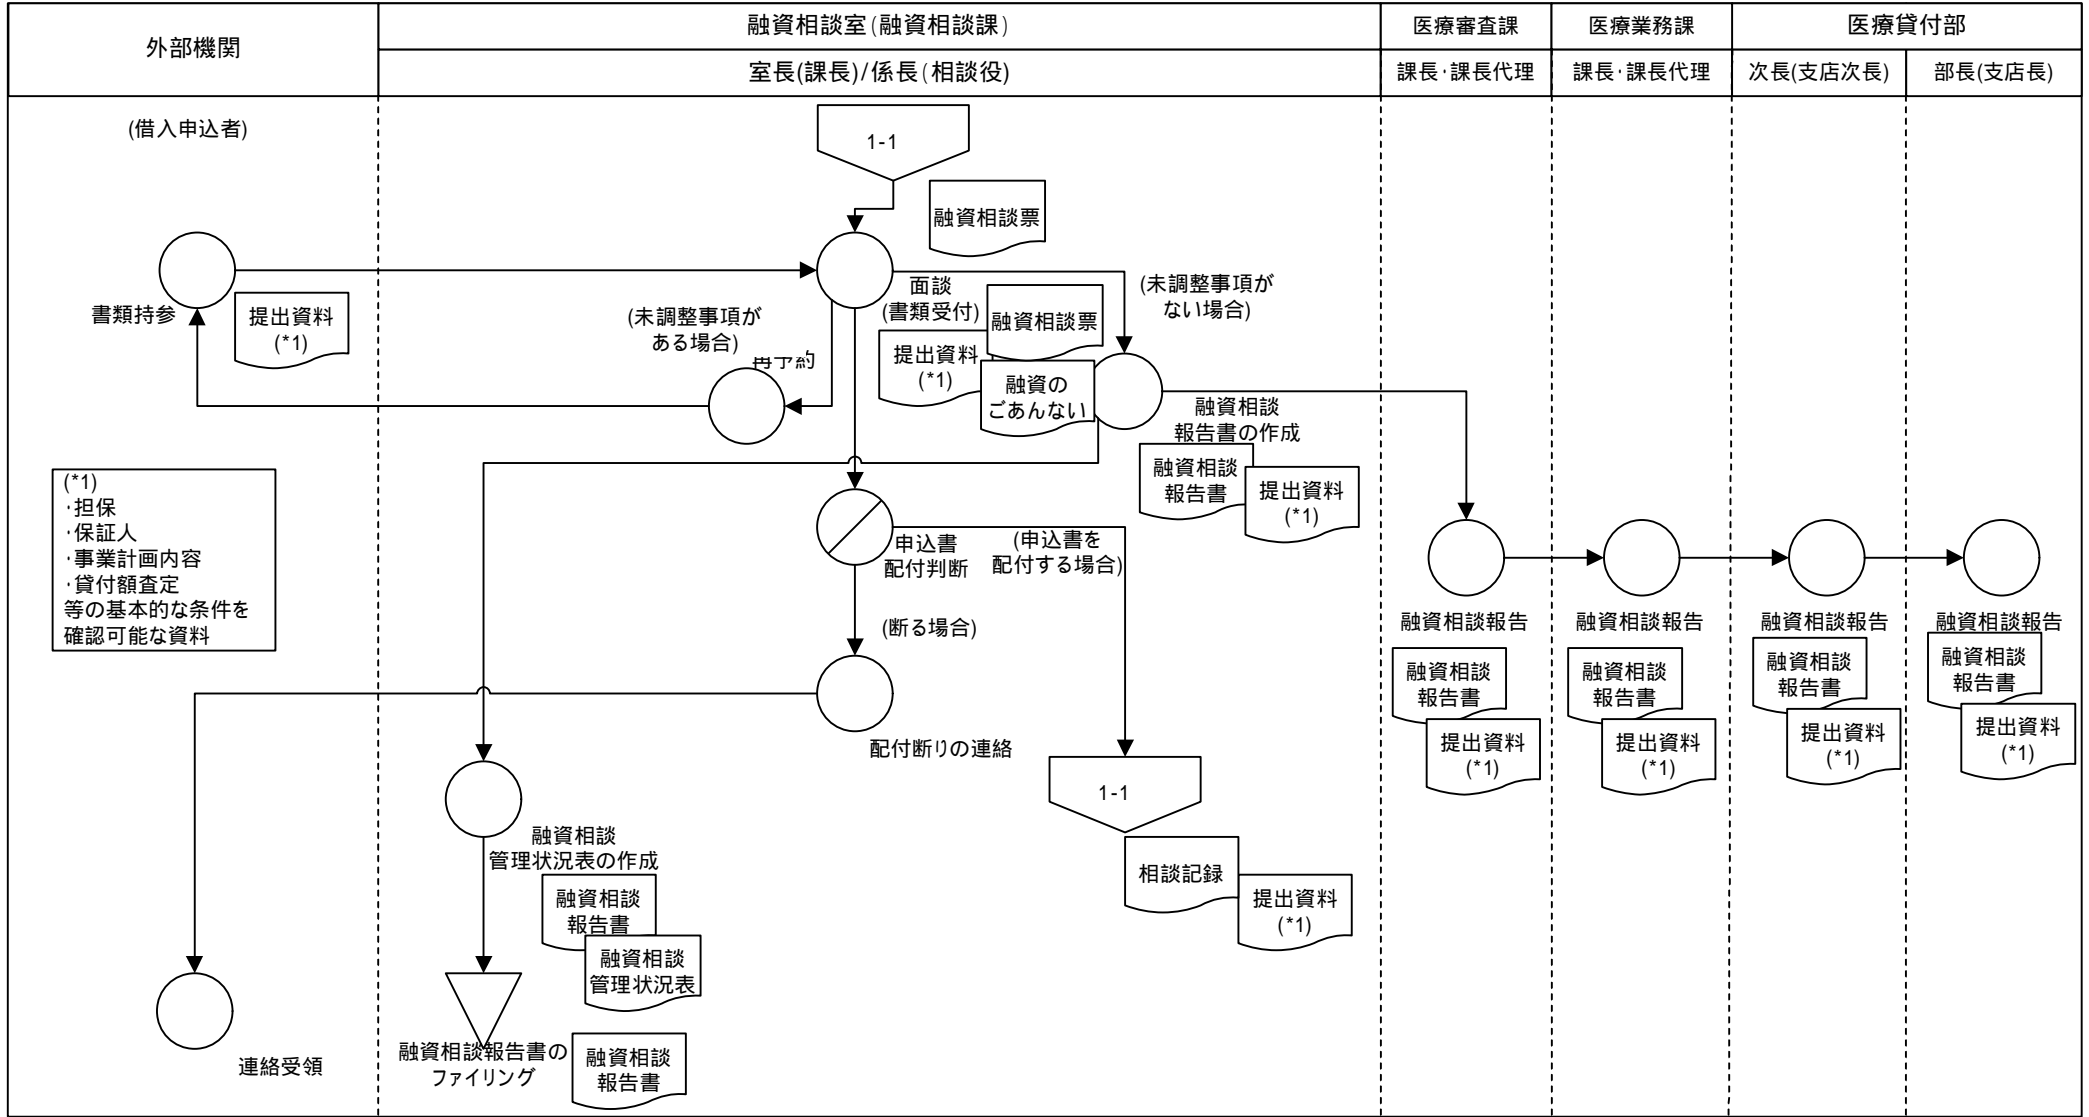 外部機関
融資相談室(融資相談課)
医療審査課
医療業務課
医療貸付部
室長(課長)/係長(相談役)
課長・課長代理
課長・課長代理
次長(支店次長)
部長(支店長)
(借入申込者)
1-1
融資相談票
書類持参
提出資料
(*1)
(未調整事項が
ある場合)
再予約
面談
(書類受付)
融資相談票
提出資料
(*1)
融資の
ごあんない
(未調整事項が
ない場合)
融資相談
報告書の作成
融資相談
報告書
提出資料
(*1)
(*1)
・担保
・保証人
・事業計画内容
・貸付額査定
等の基本的な条件を
確認可能な資料
申込書
配付判断
(申込書を
配付する場合)
(断る場合)
配付断りの連絡
融資相談報告
融資相談
報告書
提出資料
(*1)
融資相談報告
融資相談
報告書
提出資料
(*1)
融資相談報告
融資相談
報告書
提出資料
(*1)
融資相談報告
融資相談
報告書
提出資料
(*1)
1-1
相談記録
提出資料
(*1)
融資相談
管理状況表の作成
融資相談
報告書
融資相談
管理状況表
融資相談報告書の
ファイリング
融資相談
報告書
連絡受領